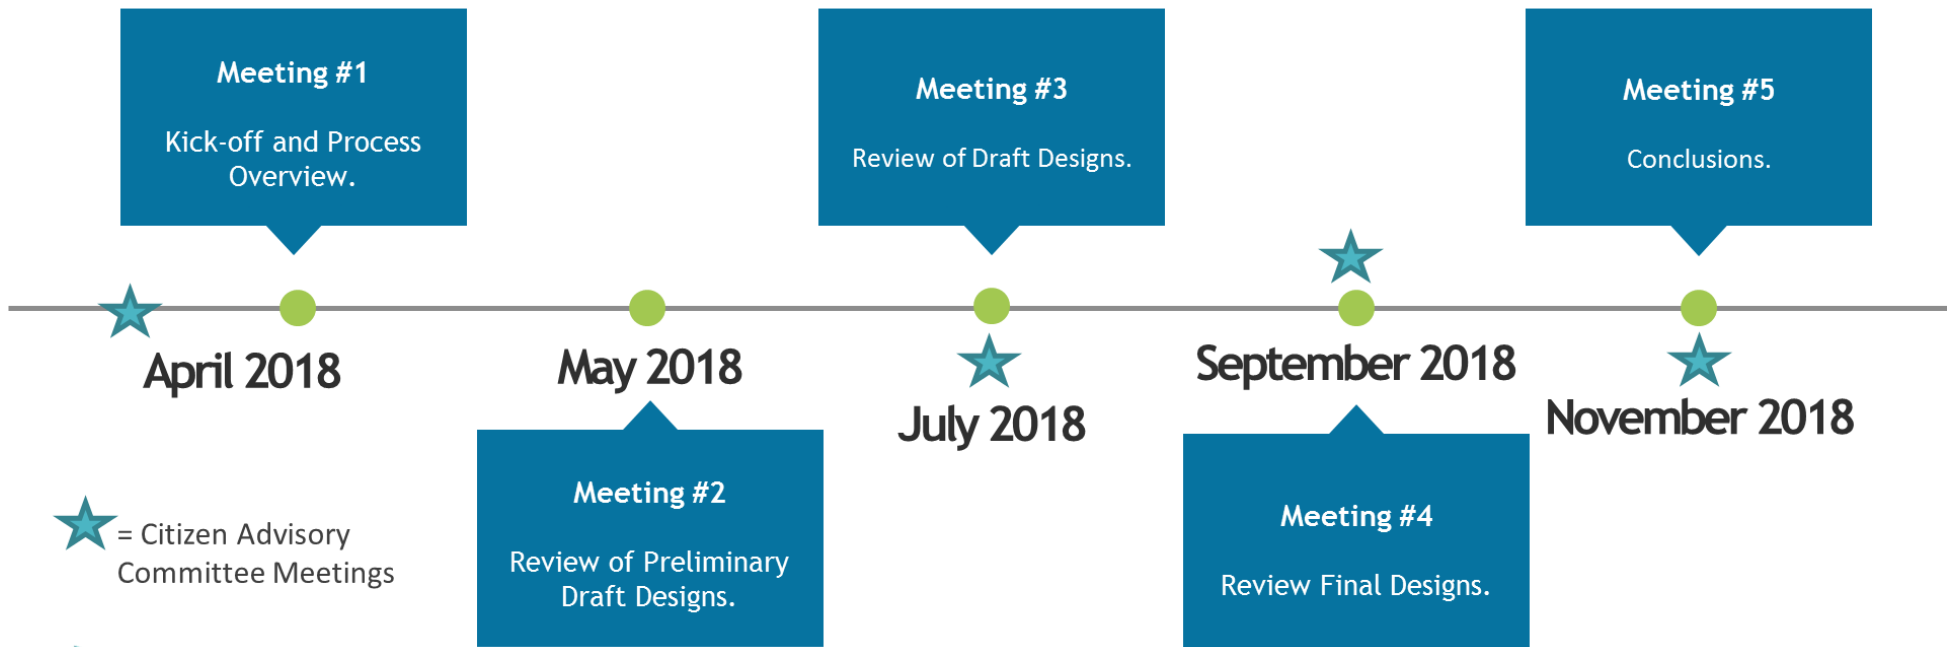 Meeting #1
Kick-off and Process
Overview.
Meeting #3
Review of Draft Designs.
Meeting #5
Conclusions.
April 2018
May 2018
July 2018
September 2018
November 2018
Meeting #2
Review of Preliminary
Draft Designs.
Meeting #4
Review Final Designs.
= Citizen Advisory
Committee Meetings